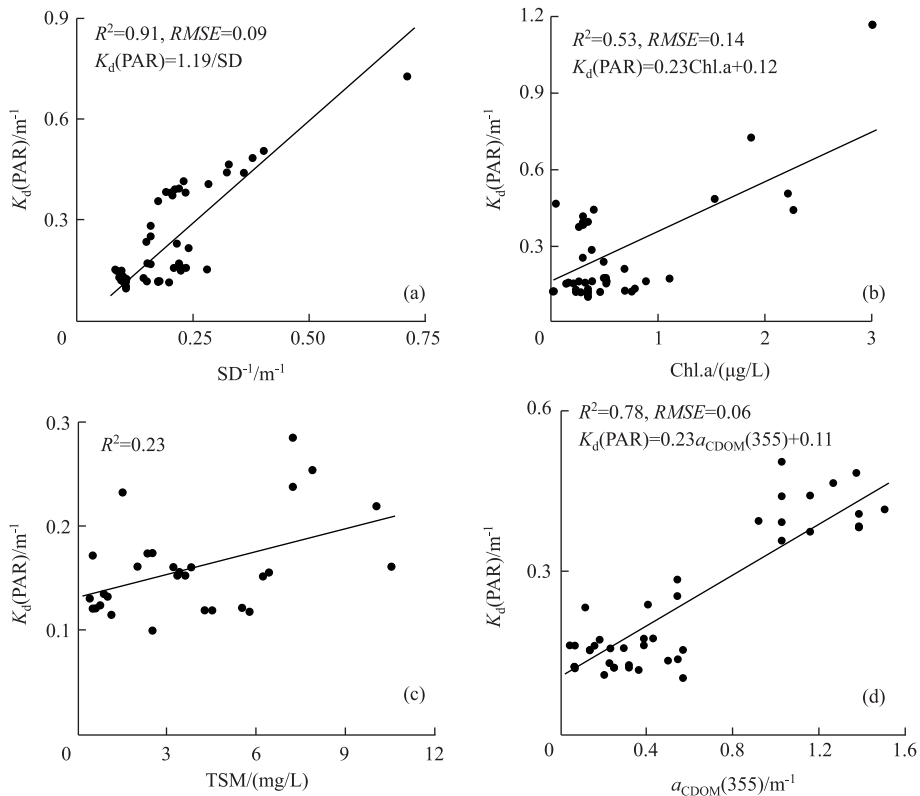 R²=0.91, RMSE=0.09
Kd(PAR)=1.19/SD
Kd(PAR)/m⁻¹
0.9
0.6
0.3
0
0.25
0.50
0.75
(a)
SD⁻¹/m⁻¹
R²=0.53, RMSE=0.14
Kd(PAR)=0.23Chl.a+0.12
Kd(PAR)/m⁻¹
1.2
0.9
0.6
0.3
0
1
2
3
(b)
Chl.a/(μg/L)
R²=0.23
Kd(PAR)/m⁻¹
0.3
0.2
0.1
0
3
6
9
12
(c)
TSM/(mg/L)
R²=0.78, RMSE=0.06
Kd(PAR)=0.23aCDOM(355)+0.11
Kd(PAR)/m⁻¹
0.6
0.3
0
0.4
0.8
1.2
1.6
(d)
aCDOM(355)/m⁻¹